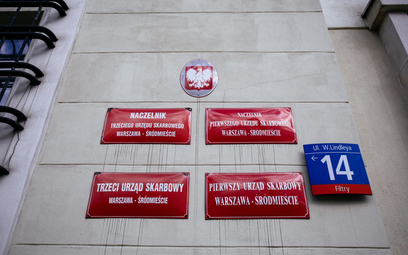 NACZELNIK
TRZECIEGO URZĘDU SKARBOWEGO
WARSZAWA - ŚRÓDMIEŚCIE
NACZELNIK
PIERWSZEGO URZĘDU SKARBOWEGO
WARSZAWA - ŚRÓDMIEŚCIE
TRZECI URZĄD SKARBOWY
WARSZAWA - ŚRÓDMIEŚCIE
PIERWSZY URZĄD SKARBOWY
WARSZAWA - ŚRÓDMIEŚCIE
Ul. W.Lindleya
← 14
Filtry